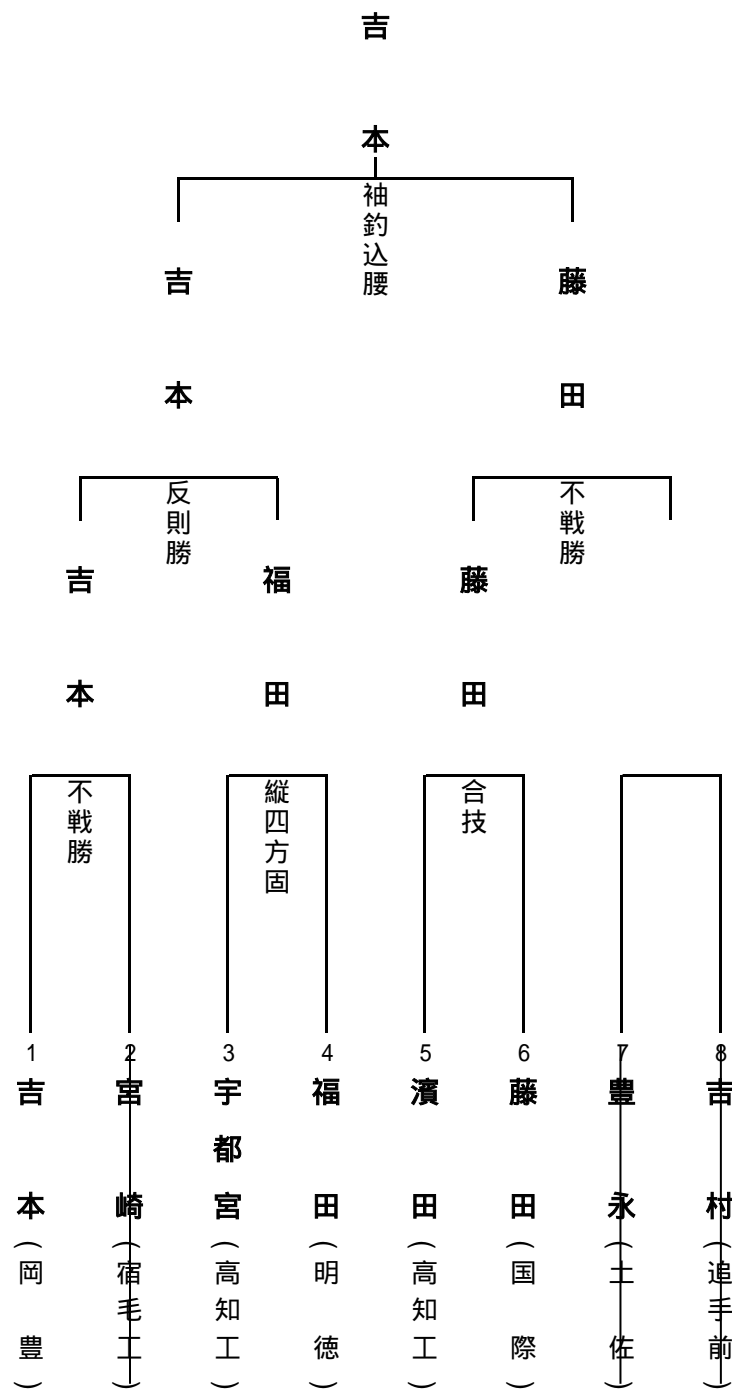 吉本
袖釣込腰
吉本
藤田
反則勝
不戦勝
吉本
福田
藤田
不戦勝
縦四方固
合技
1 吉本（岡豊）
2 宮崎（宿毛工）
3 宇都宮（高知工）
4 福田（明徳）
5 濱田（高知工）
6 藤田（国際）
7 豊永（土佐）
8 吉村（追手前）